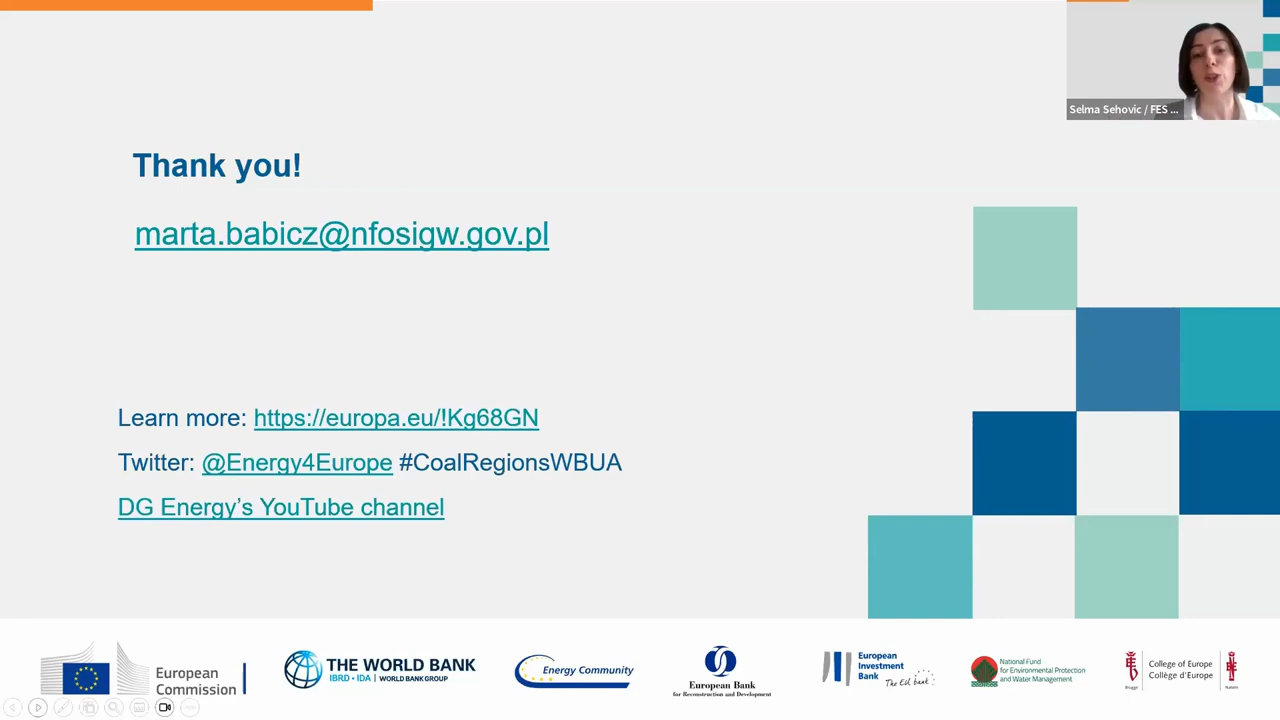 Selma Sehovic / FES ...
Thank you!
marta.babicz@nfosigw.gov.pl
Learn more: https://europa.eu/!Kg68GN
Twitter: @Energy4Europe #CoalRegionsWBUA
DG Energy’s YouTube channel
European
Commission
THE WORLD BANK
IBRD • IDA | WORLD BANK GROUP
Energy Community
European Bank
for Reconstruction and Development
European
Investment
Bank
The EU bank
National Fund
for Environmental Protection
and Water Management
College of Europe
Collège d'Europe
Brugge
Natolin